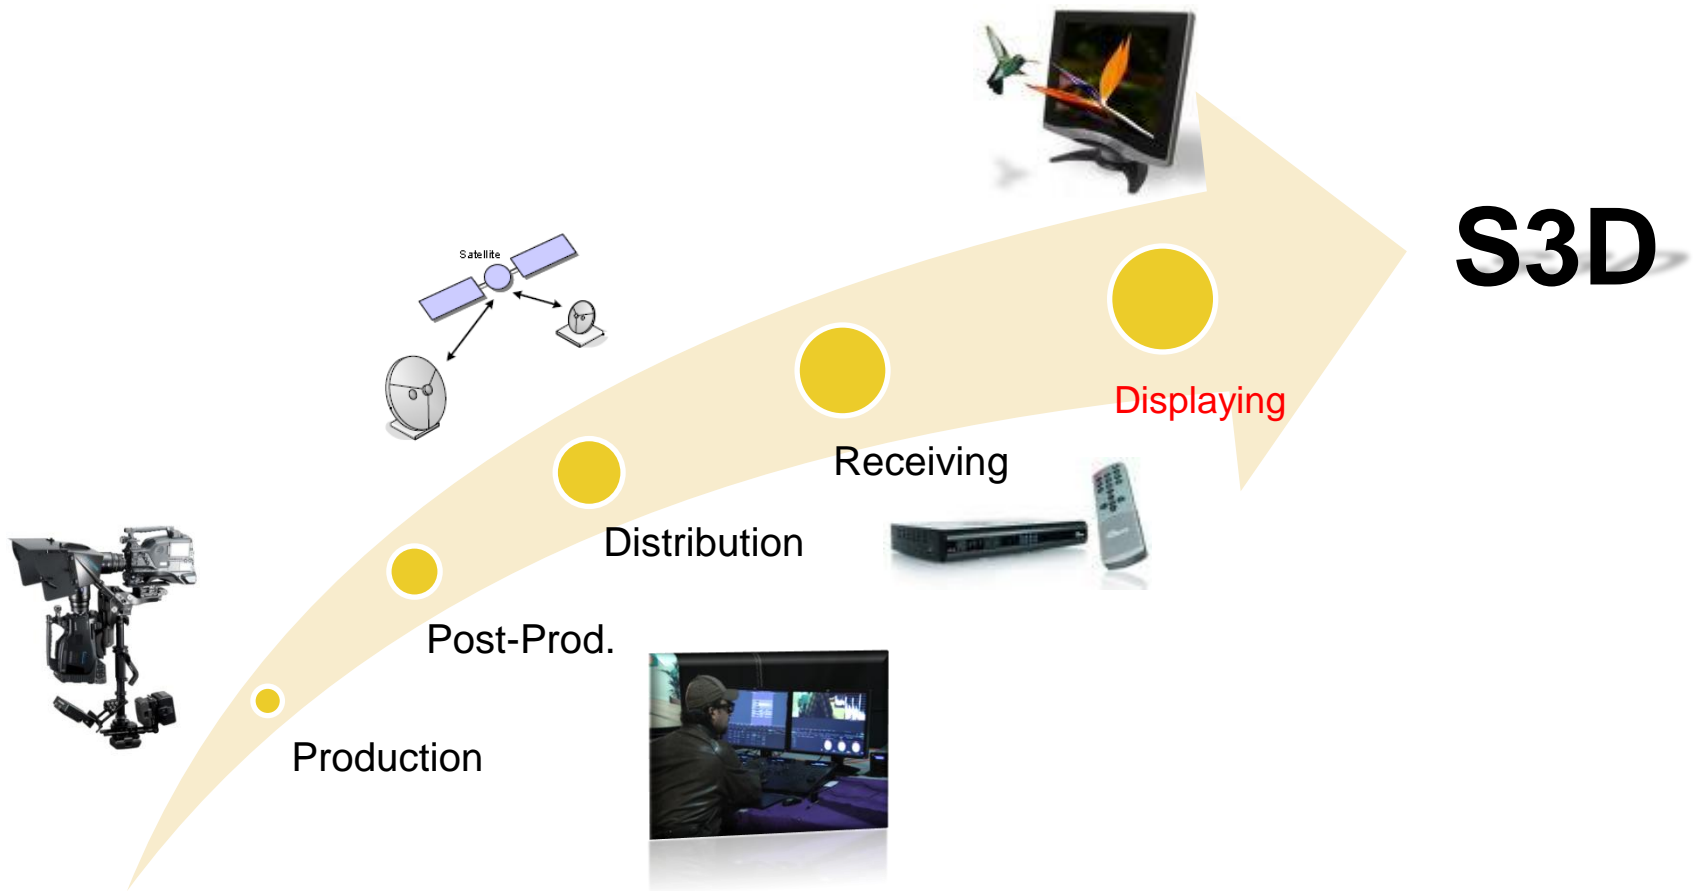 Satellite
S3D
Displaying
Receiving
Distribution
Post-Prod.
Production